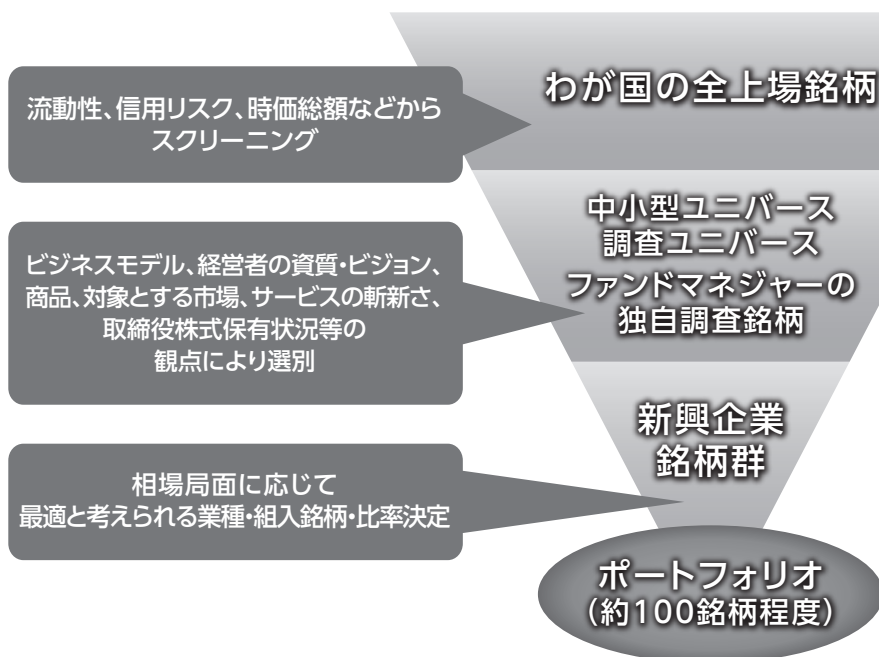 わが国の全上場銘柄
流動性、信用リスク、時価総額などから
スクリーニング
中小型ユニバース
調査ユニバース
ファンドマネジャーの
独自調査銘柄
ビジネスモデル、経営者の資質・ビジョン、
商品、対象とする市場、サービスの斬新さ、
取締役株式保有状況等の
観点により選別
新興企業
銘柄群
相場局面に応じて
最適と考えられる業種・組入銘柄・比率決定
ポートフォリオ
（約100銘柄程度）